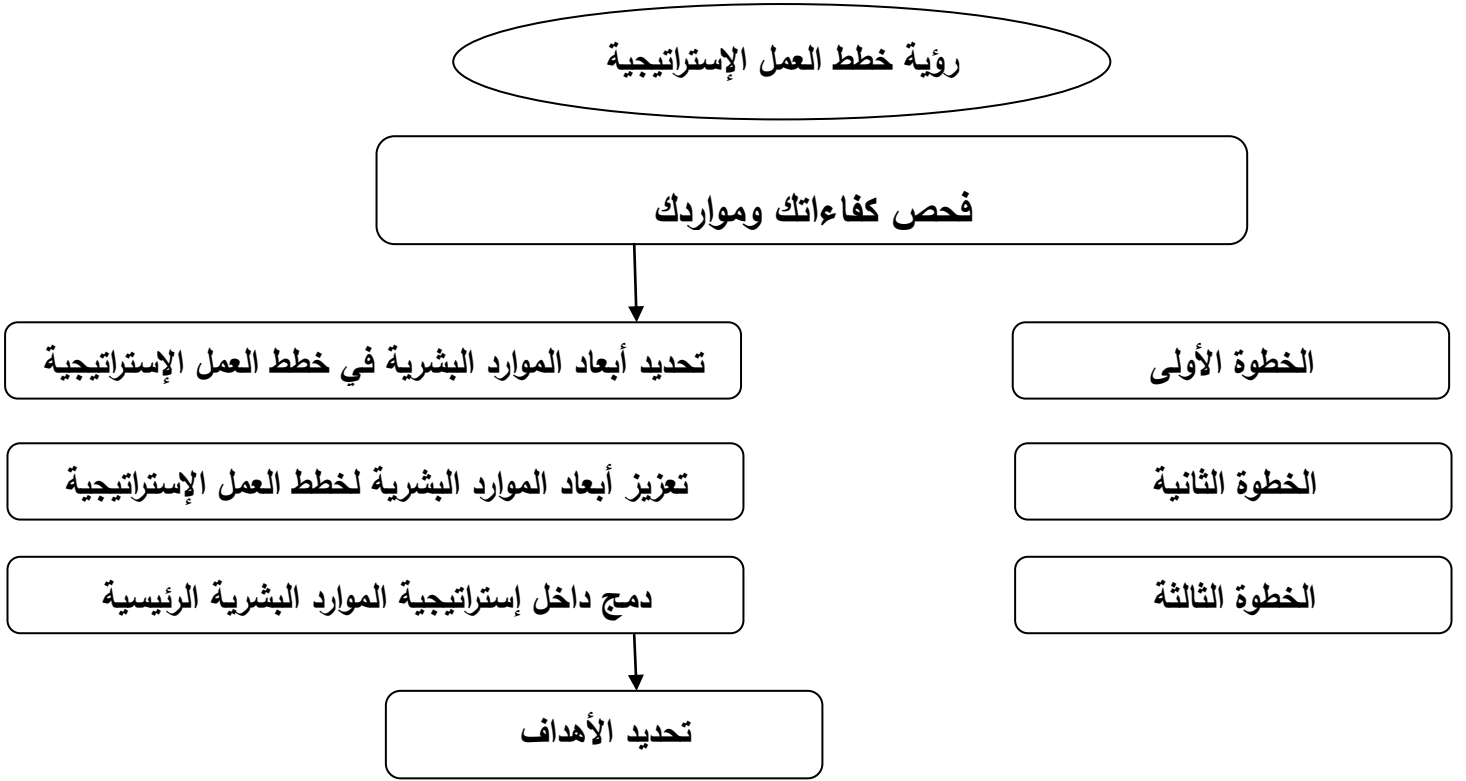 رؤية خطط العمل الإستراتيجية
فحص كفاءاتك ومواردك
الخطوة الأولى
تحديد أبعاد الموارد البشرية في خطط العمل الإستراتيجية
الخطوة الثانية
تعزيز أبعاد الموارد البشرية لخطط العمل الإستراتيجية
الخطوة الثالثة
دمج داخل إستراتيجية الموارد البشرية الرئيسية
تحديد الأهداف